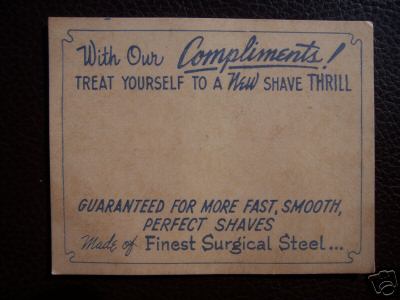 With Our Compliments!
TREAT YOURSELF TO A New SHAVE THRILL
GUARANTEED FOR MORE FAST, SMOOTH,
PERFECT SHAVES
Made of Finest Surgical Steel...